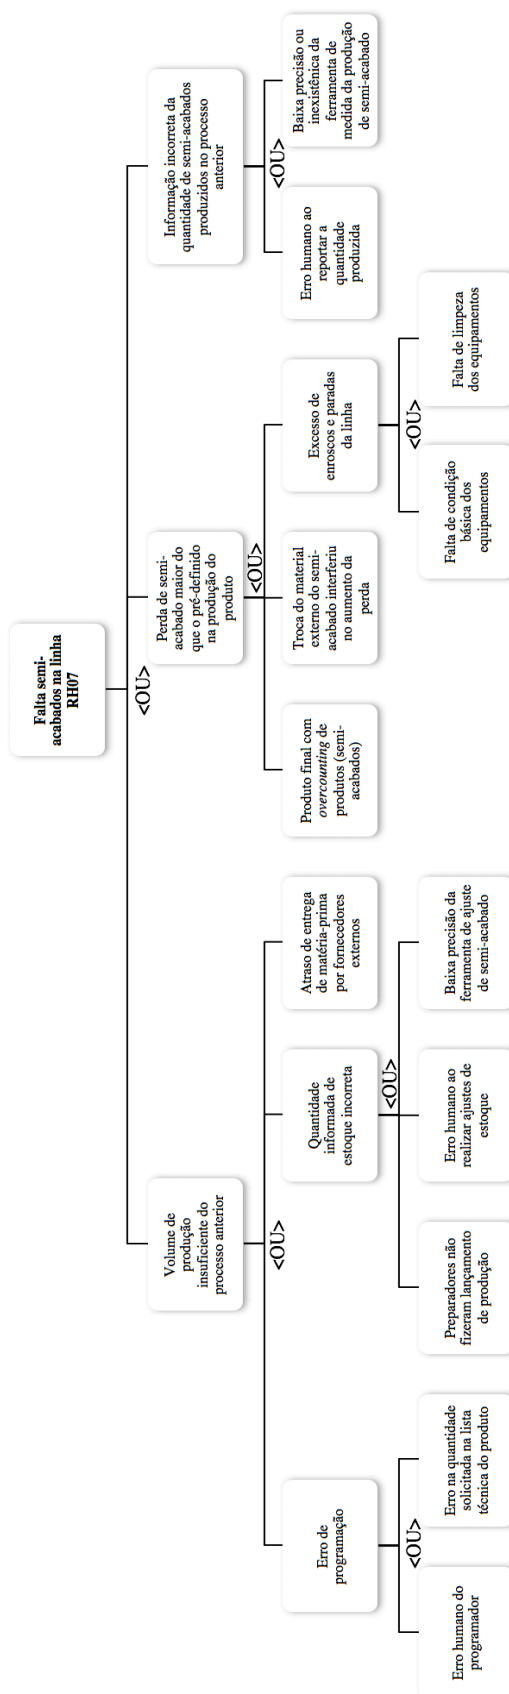 Falta semi-
acabados na linha
RH07
<OU>
Volume de
produção
insuficiente do
processo anterior
Perda de semi-
acabado maior do
que o pré-definido
na produção do
produto
Informação incorreta da
quantidade de semi-acabados
produzidos no processo
anterior
<OU>
<OU>
<OU>
Erro de
programação
Quantidade
informada de
estoque incorreta
Atraso de entrega
de matéria-prima
por fornecedores
externos
Produto final com
overcounting de
produtos (semi-
acabados)
Troca do material
externo do semi-
acabado interferiu
no aumento da
perda
Excesso de
enroscos e paradas
da linha
Erro humano ao
reportar a
quantidade
produzida
Baixa precisão ou
inexistênica da
ferramenta de
medida da produção
de semi-acabado
<OU>
<OU>
<OU>
Erro humano do
programador
Erro na quantidade
solicitada na lista
técnica do produto
Preparadores não
fizeram lançamento
de produção
Erro humano ao
realizar ajustes de
estoque
Baixa precisão da
ferramenta de ajuste
de semi-acabado
Falta de condição
básica dos
equipamentos
Falta de limpeza
dos equipamentos